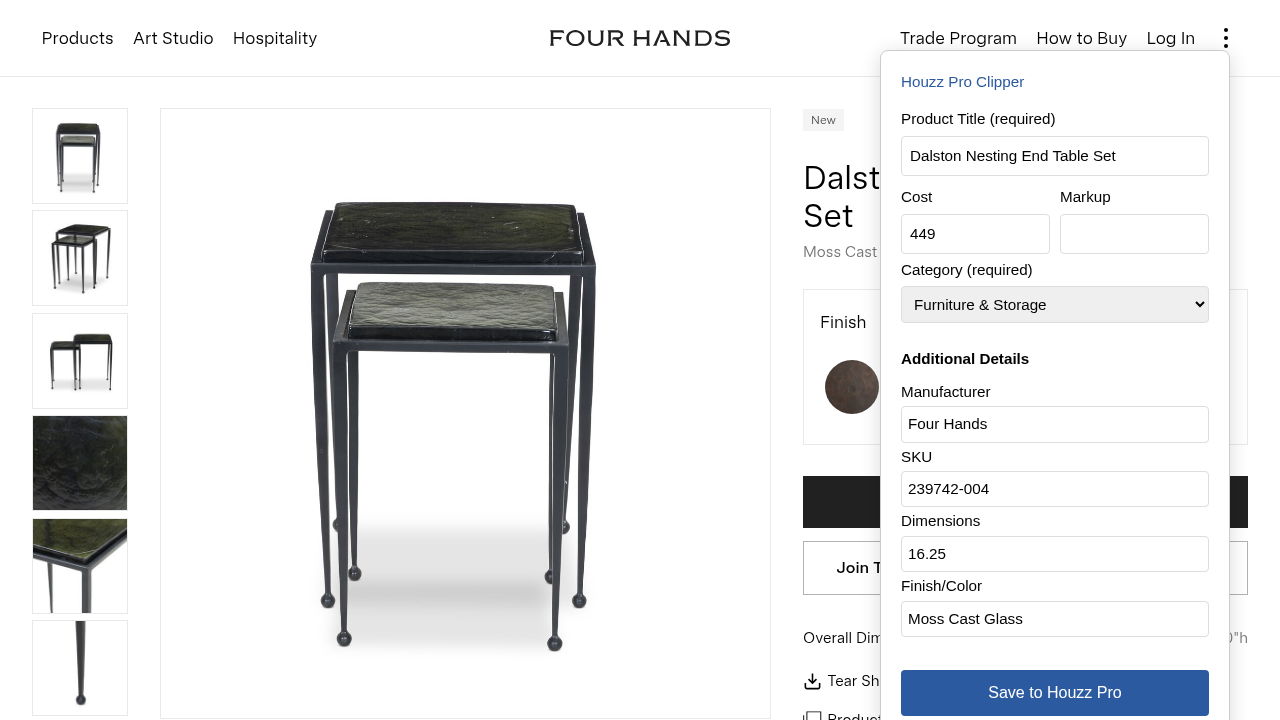 Products Art Studio Hospitality
FOUR HANDS
Trade Program How to Buy Log In
New
Dalst
Set
Moss Cast
Finish
Join T
Overall Dim
0"h
Tear Sh
Product
Houzz Pro Clipper
Product Title (required)
Dalston Nesting End Table Set
Cost Markup
449
Category (required)
Furniture & Storage
Additional Details
Manufacturer
Four Hands
SKU
239742-004
Dimensions
16.25
Finish/Color
Moss Cast Glass
Save to Houzz Pro